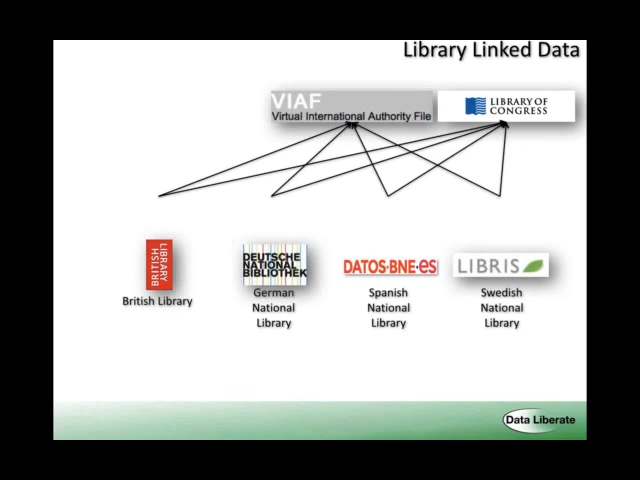 Library Linked Data
VIAF
Virtual International Authority File
LIBRARY OF
CONGRESS
LIBRARY
BRITISH
British Library
DEUTSCHE
NATIONAL
BIBLIOTHEK
German
National
Library
DATOS·BNE·es
Spanish
National
Library
LIBRIS
Swedish
National
Library
Data Liberate